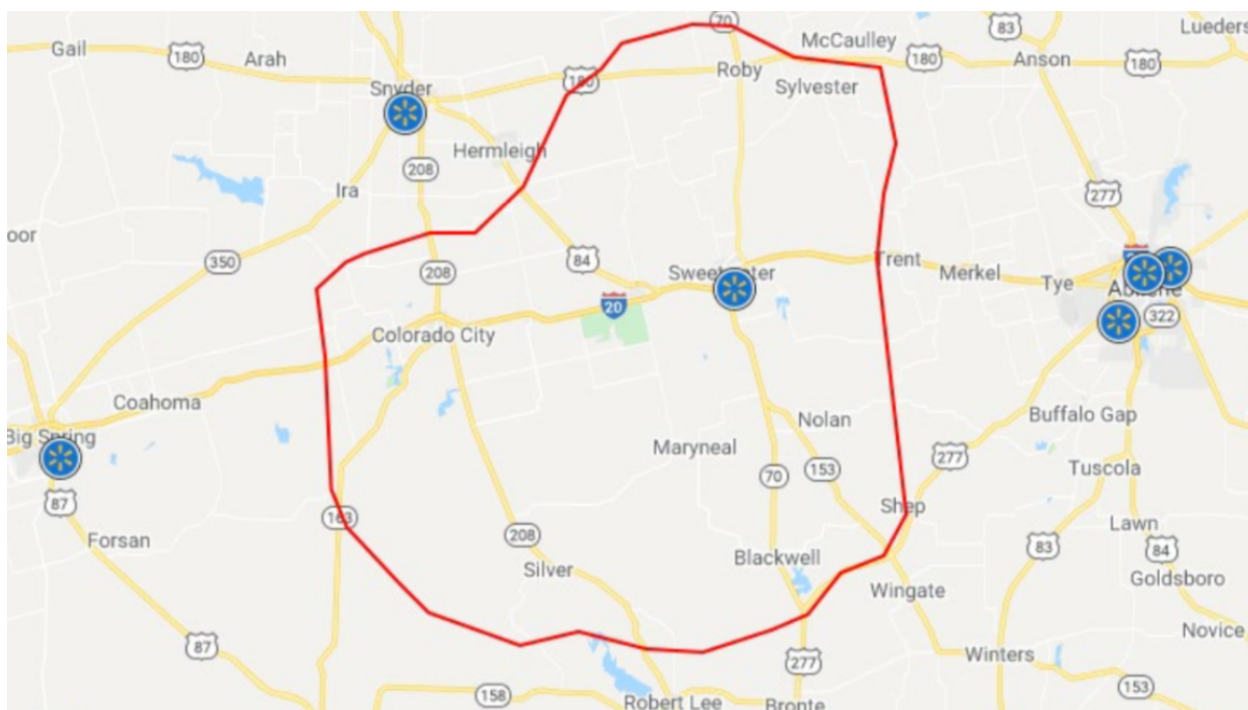 70
83
Lueders
Gail
180
Arah
McCaulley
180
Anson
180
Snyder
180
Roby
Sylvester
Hermleigh
208
Ira
277
oor
350
208
84
Sweetwater
Trent
Merkel
Tye
Abilene
20
322
Colorado City
Coahoma
Buffalo Gap
Nolan
Big Spring
Maryneal
277
153
70
Tuscola
87
163
Shep
Lawn
Forsan
208
83
84
Blackwell
Silver
Goldsboro
Wingate
Novice
87
277
Winters
158
Robert Lee
Bronte
153